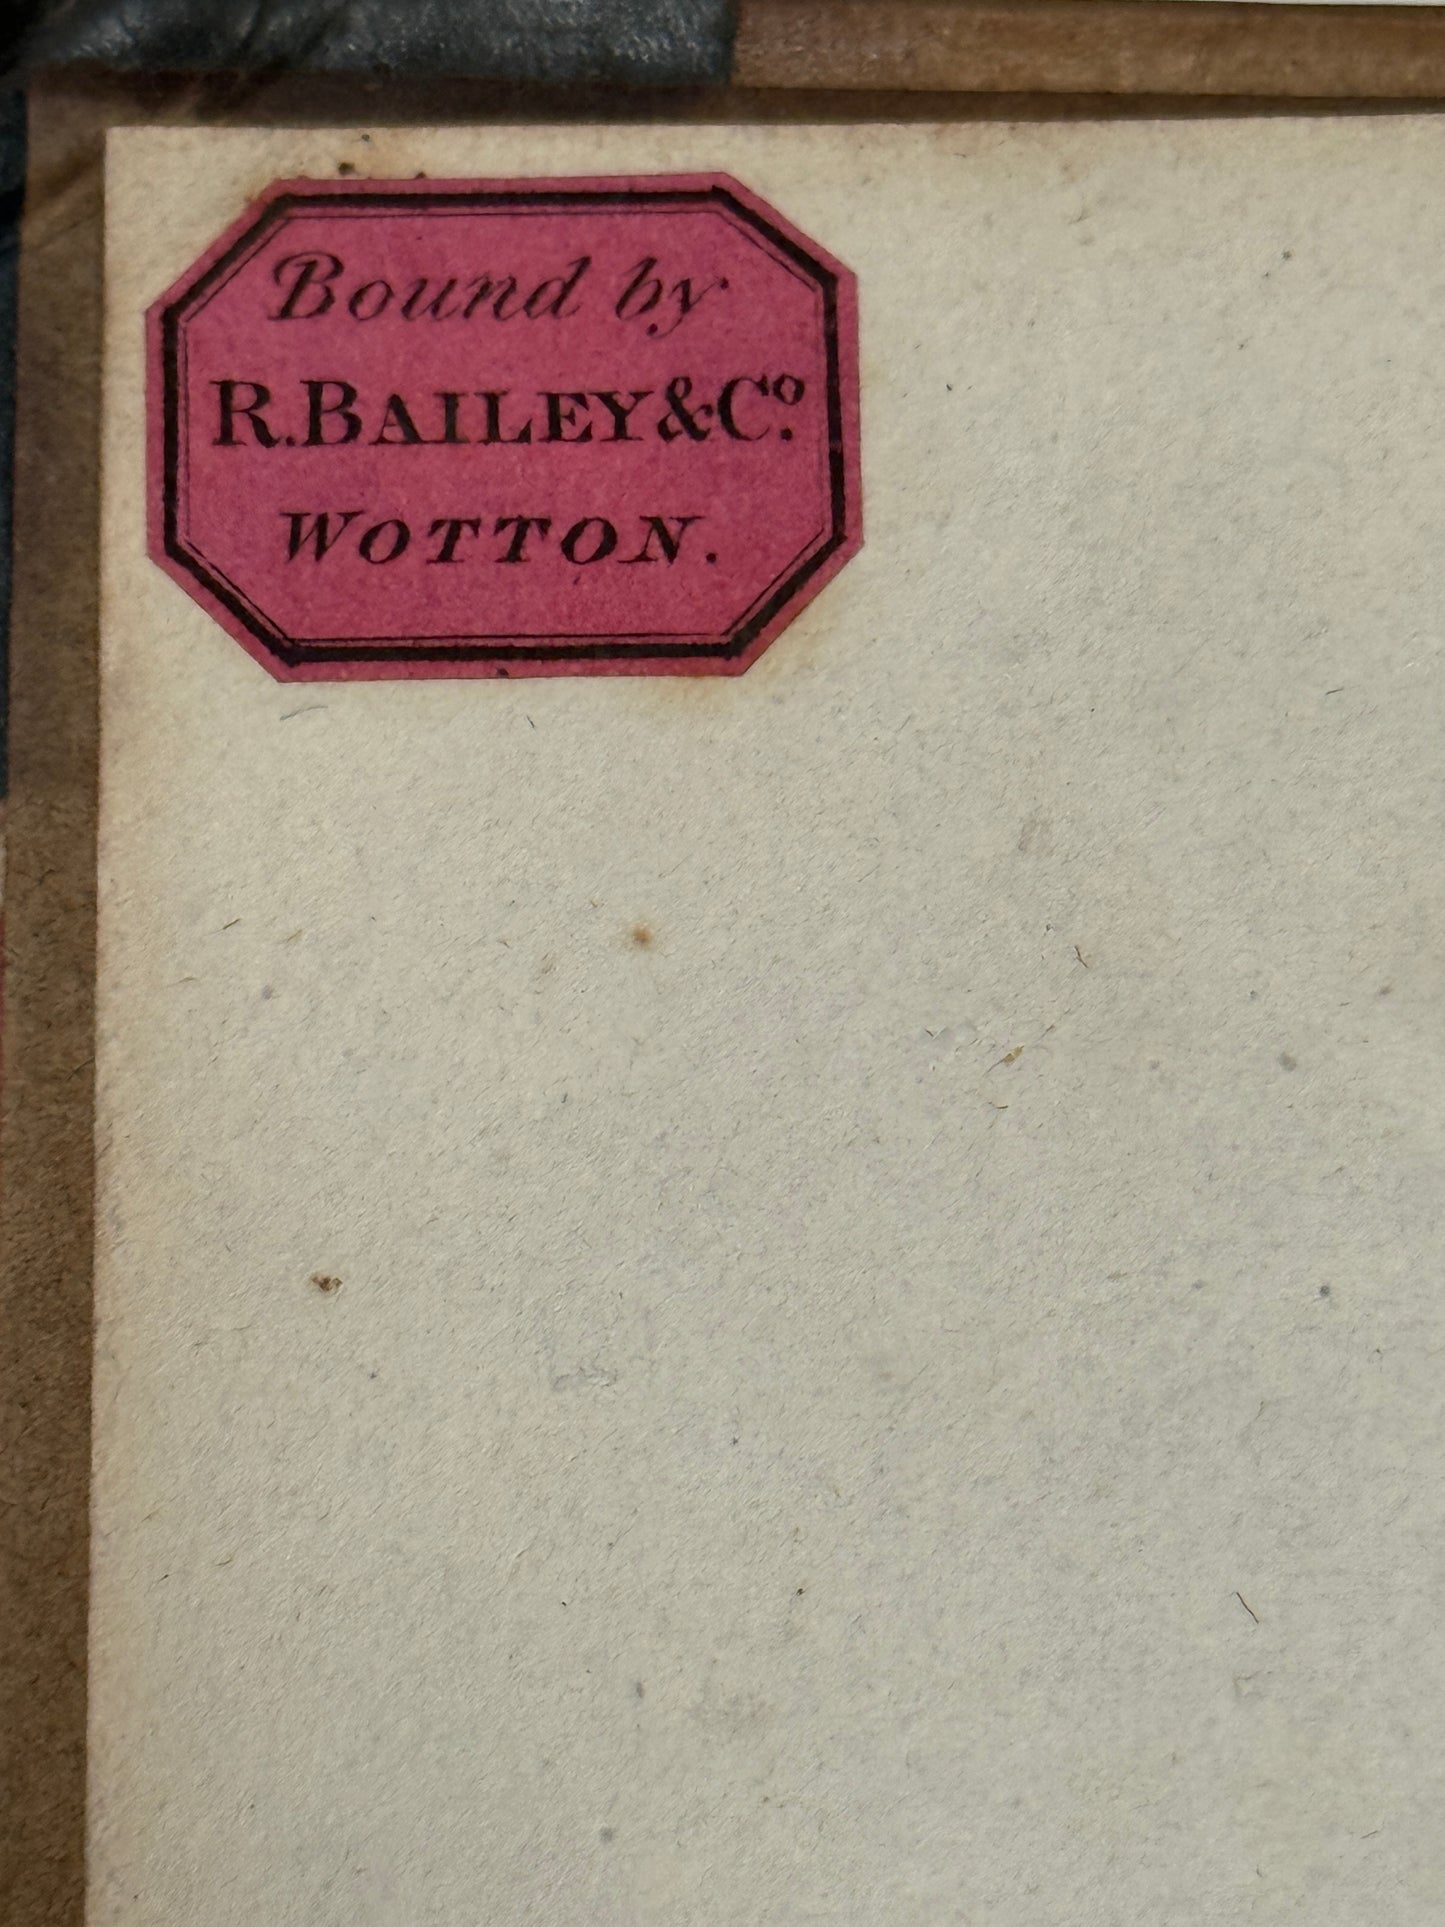 Bound by
R. BAILEY & Cº.
WOTTON.